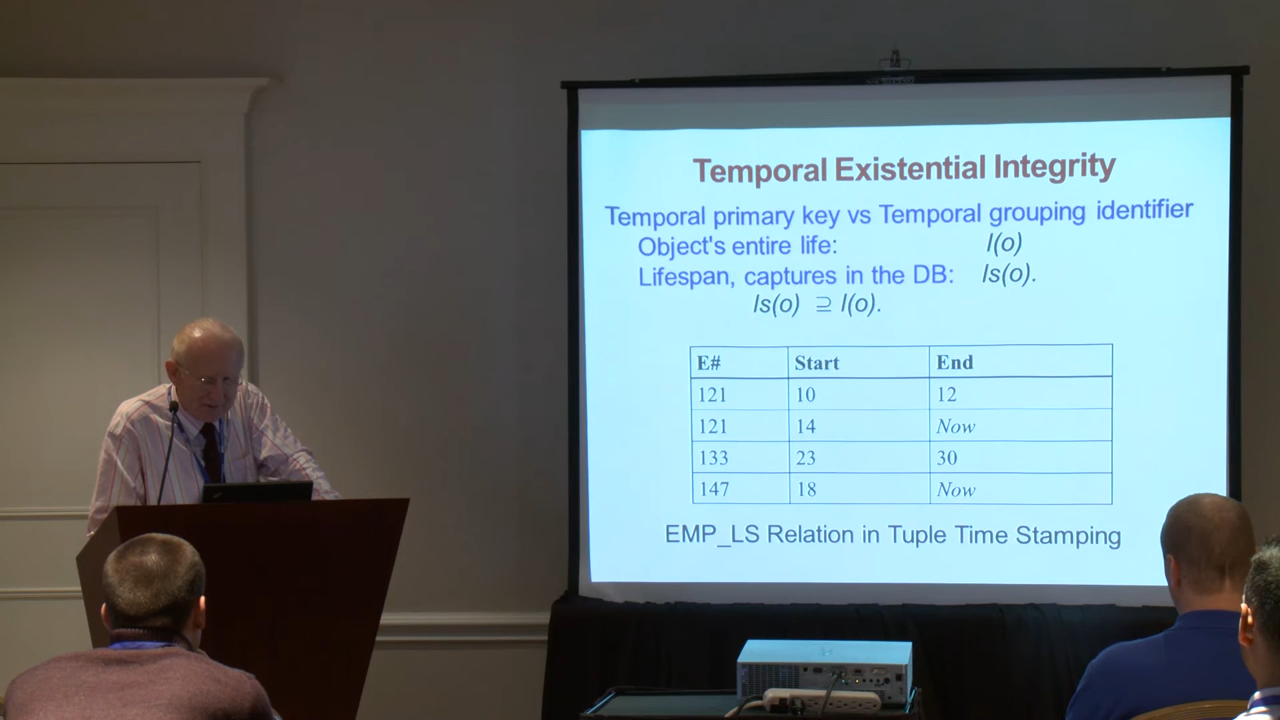 Temporal Existential Integrity
Temporal primary key vs Temporal grouping identifier
Object's entire life: l(o)
Lifespan, captures in the DB: ls(o).
ls(o) ⊇ l(o).
E# Start End
121 10 12
121 14 Now
133 23 30
147 18 Now
EMP_LS Relation in Tuple Time Stamping